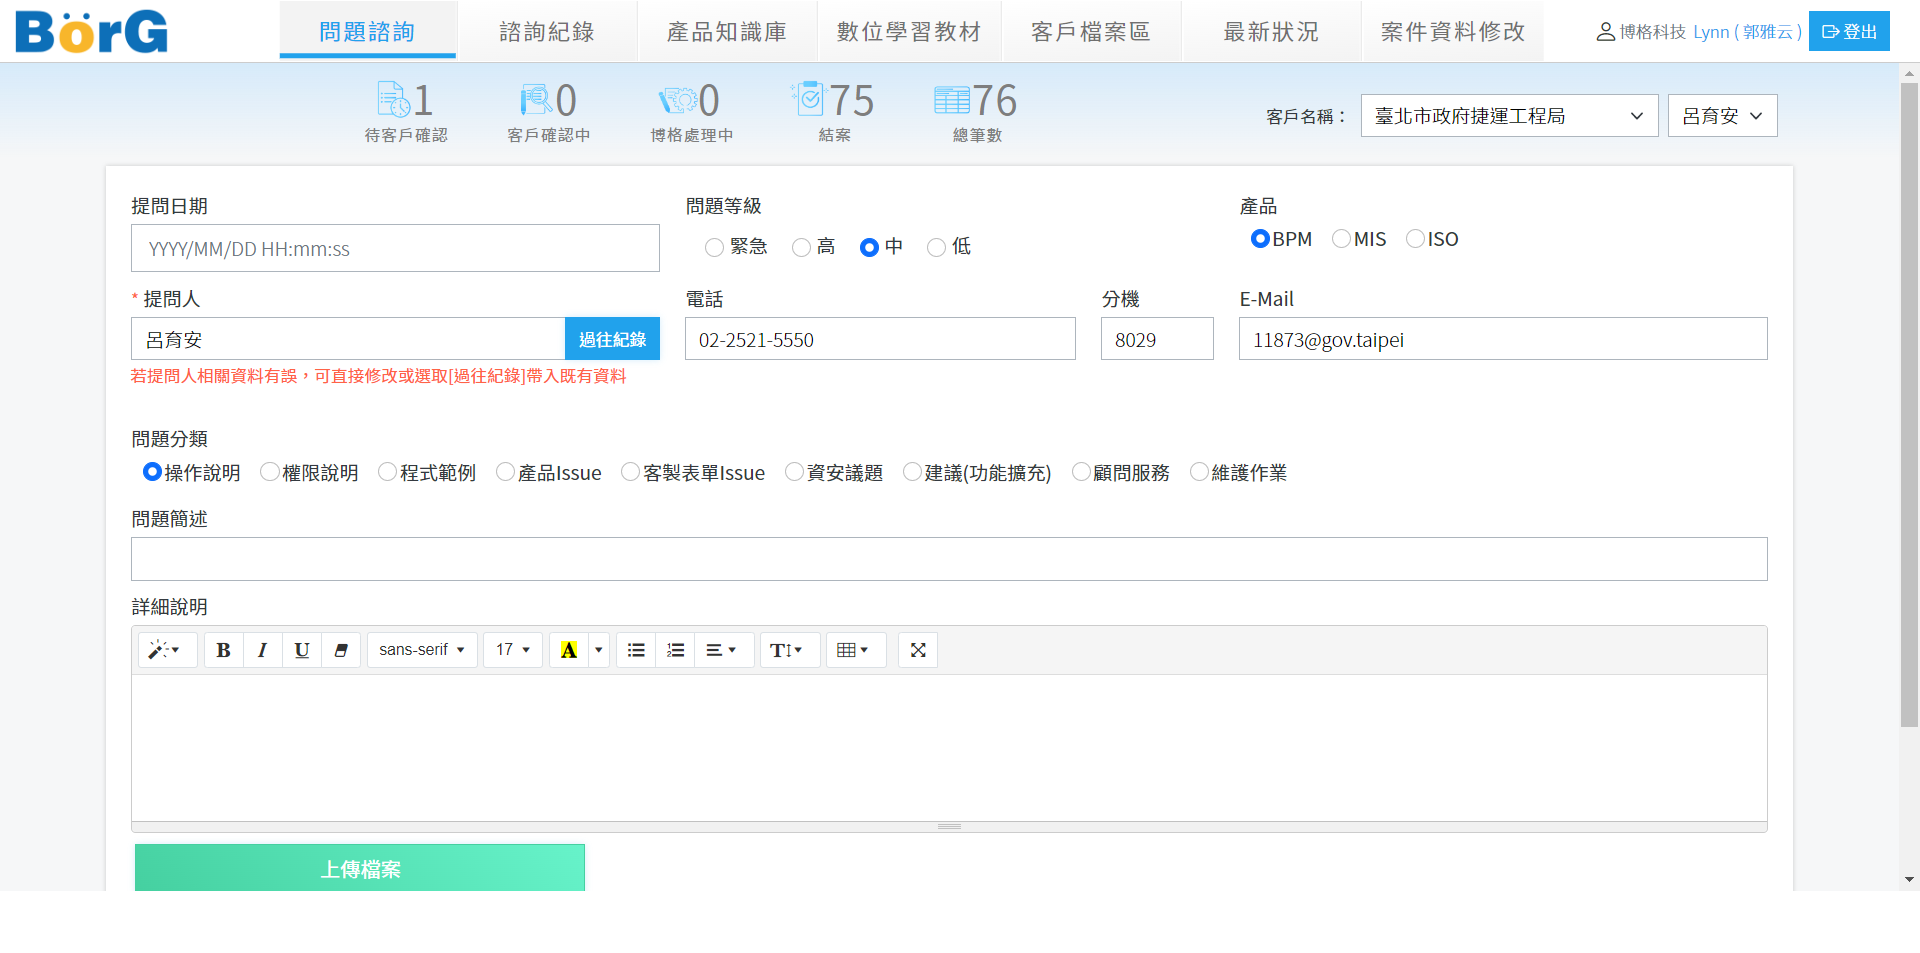 BörG
問題諮詢 諮詢紀錄 產品知識庫 數位學習教材 客戶檔案區 最新狀況 案件資料修改 博格科技 Lynn ( 郭雅云 ) 登出
1 0 0 75 76
待客戶確認 客戶確認中 博格處理中 結案 總筆數
客戶名稱： 臺北市政府捷運工程局 呂育安
提問日期 問題等級 產品
YYYY/MM/DD HH:mm:ss 緊急 高 中 低 BPM MIS ISO
* 提問人 電話 分機 E-Mail
呂育安 過往紀錄 02-2521-5550 8029 11873@gov.taipei
若提問人相關資料有誤，可直接修改或選取[過往紀錄]帶入既有資料
問題分類
操作說明 權限說明 程式範例 產品Issue 客製表單Issue 資安議題 建議(功能擴充) 顧問服務 維護作業
問題簡述
詳細說明
B I U sans-serif 17 A T
上傳檔案